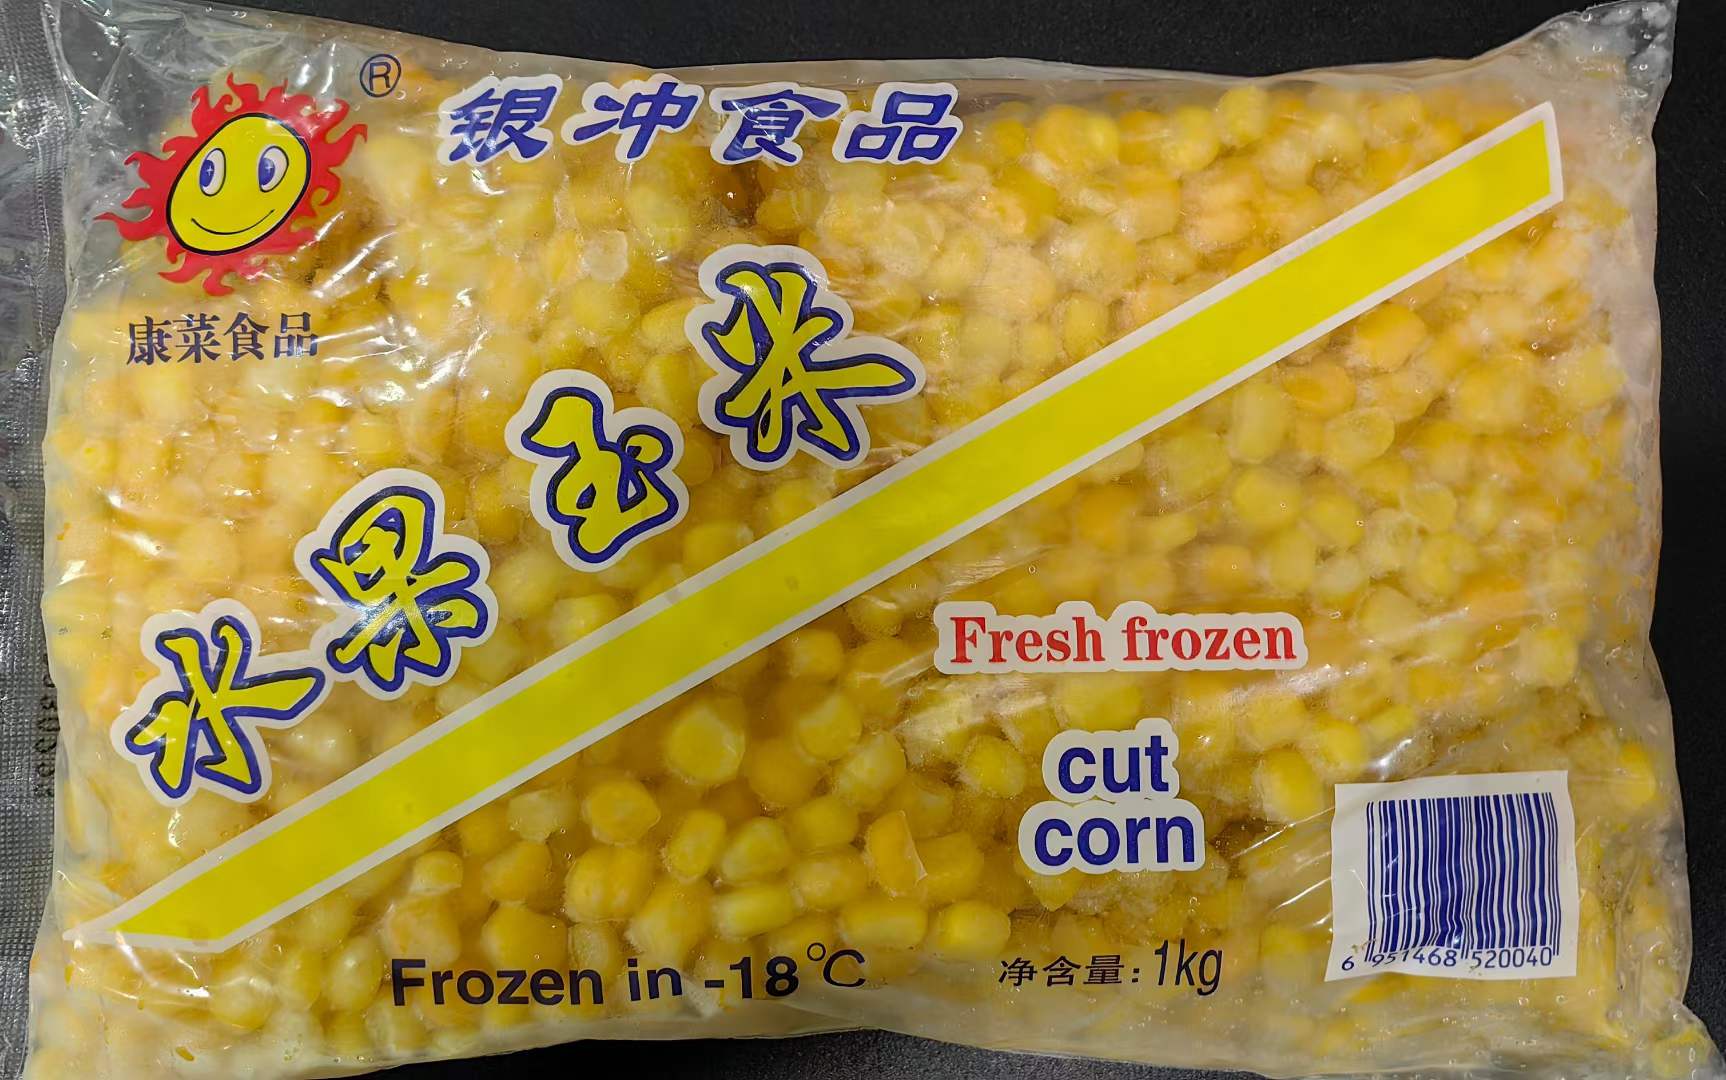 ®
银冲食品
康菜食品
水果玉米
Fresh frozen
cut
corn
Frozen in -18℃
净含量:1kg
6 951468 520040